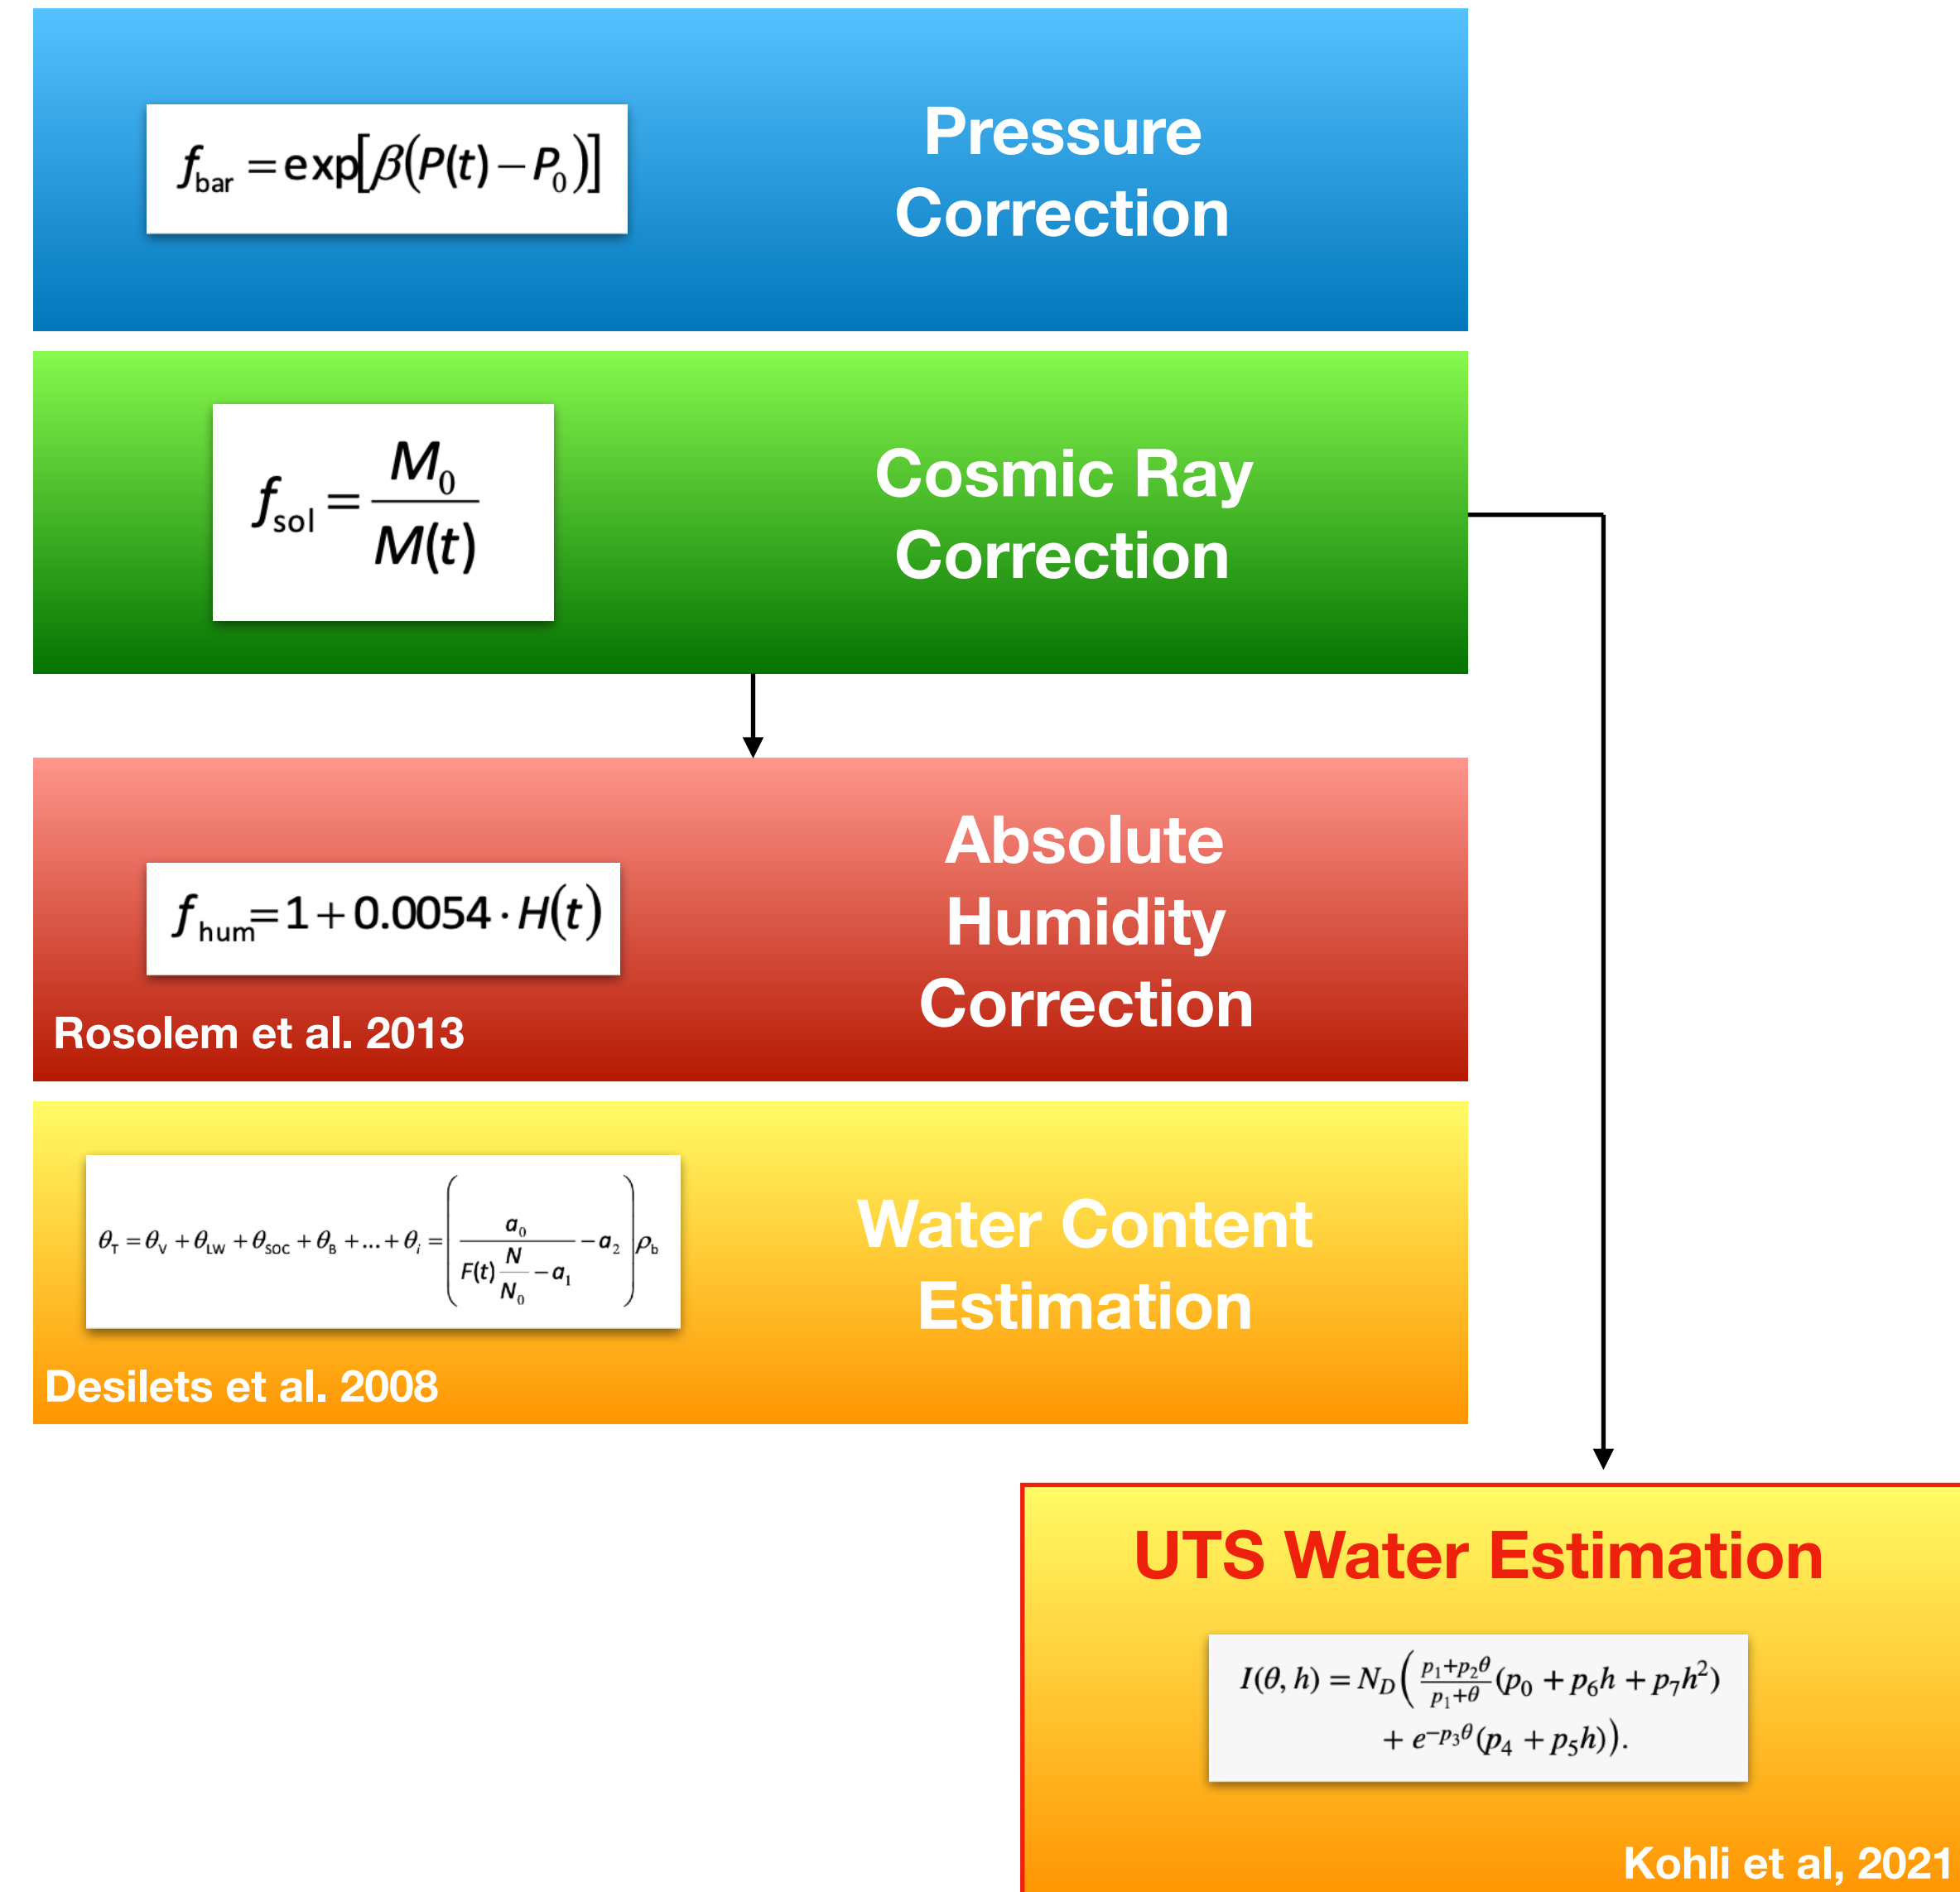 f_bar = exp[β(P(t) − P_0)]
Pressure
Correction
f_sol = M_0 / M(t)
Cosmic Ray
Correction
f_hum = 1 + 0.0054 · H(t)
Absolute
Humidity
Correction
Rosolem et al. 2013
θ_T = θ_V + θ_LW + θ_SOC + θ_B + ... + θ_i = ( a_0 / (F(t) N/N_0 − a_1) − a_2 ) ρ_b
Water Content
Estimation
Desilets et al. 2008
UTS Water Estimation
I(θ, h) = N_D ( (p_1+p_2θ)/(p_1+θ) (p_0 + p_6h + p_7h²)
+ e^{−p_3θ} (p_4 + p_5h) ).
Kohli et al, 2021